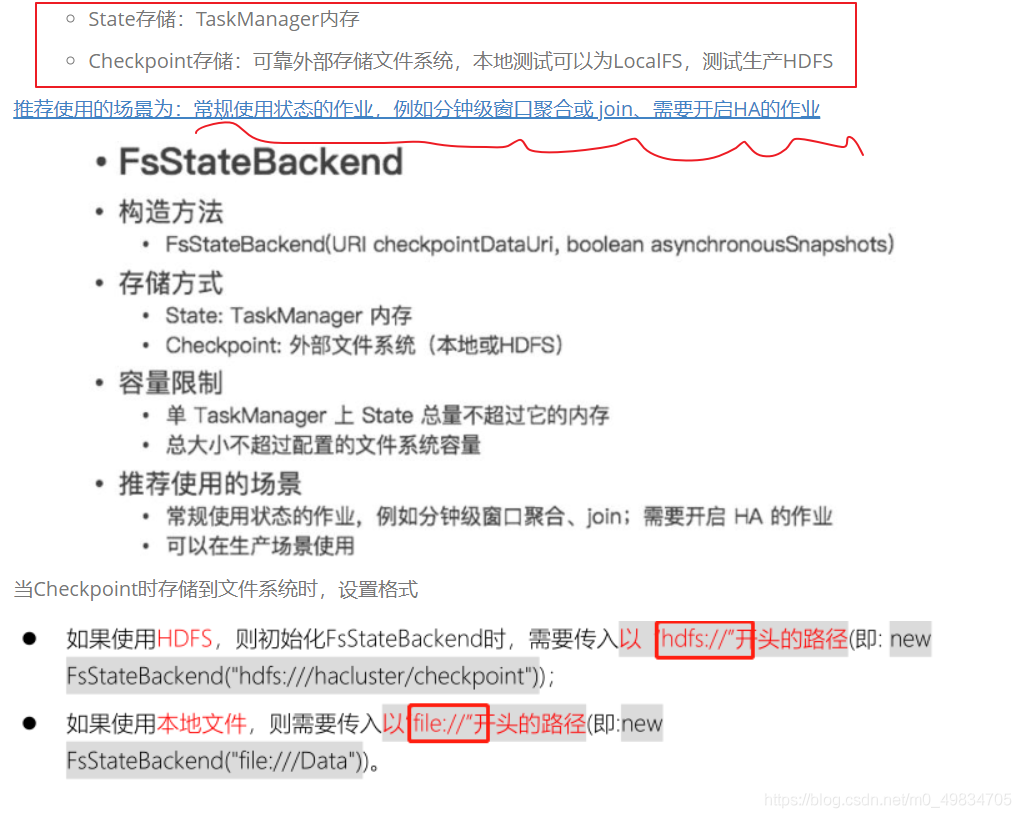 State存储：TaskManager内存
Checkpoint存储：可靠外部存储文件系统，本地测试可以为LocalFS，测试生产HDFS
推荐使用的场景为：常规使用状态的作业，例如分钟级窗口聚合或 join、需要开启HA的作业
• FsStateBackend
• 构造方法
• FsStateBackend(URI checkpointDataUri, boolean asynchronousSnapshots)
• 存储方式
• State: TaskManager 内存
• Checkpoint: 外部文件系统（本地或HDFS）
• 容量限制
• 单 TaskManager 上 State 总量不超过它的内存
• 总大小不超过配置的文件系统容量
• 推荐使用的场景
• 常规使用状态的作业，例如分钟级窗口聚合、join；需要开启 HA 的作业
• 可以在生产场景使用
当Checkpoint时存储到文件系统时，设置格式
● 如果使用HDFS，则初始化FsStateBackend时，需要传入以 “hdfs://”开头的路径(即: new
FsStateBackend("hdfs:///hacluster/checkpoint"));
● 如果使用本地文件，则需要传入以“file://”开头的路径(即:new
FsStateBackend("file:///Data"))。
https://blog.csdn.net/m0_49834705